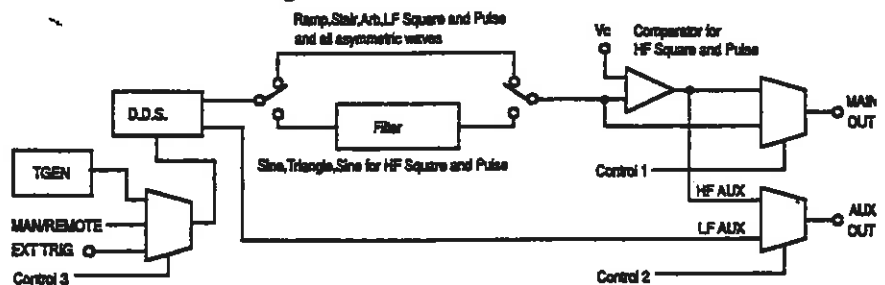 Ramp,Stair,Arb,LF Square and Pulse
and all asymmetric waves
Vc
Comparator for
HF Square and Pulse
D.D.S.
Filter
MAIN
OUT
Sine,Triangle,Sine for HF Square and Pulse
TGEN
Control 1
HF AUX
MAN/REMOTE
AUX
OUT
LF AUX
EXT TRIG
Control 3
Control 2